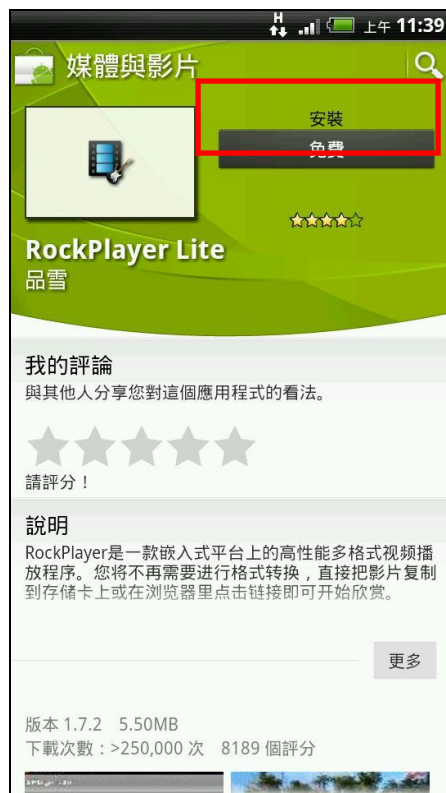 H
上午 11:39
媒體與影片
安裝
免費
RockPlayer Lite
品雪
我的評論
與其他人分享您對這個應用程式的看法。
請評分！
說明
RockPlayer是一款嵌入式平台上的高性能多格式视频播
放程序。您将不再需要进行格式转换，直接把影片复制
到存储卡上或在浏览器里点击链接即可开始欣赏。
更多
版本 1.7.2 5.50MB
下載次數：>250,000 次 8189 個評分